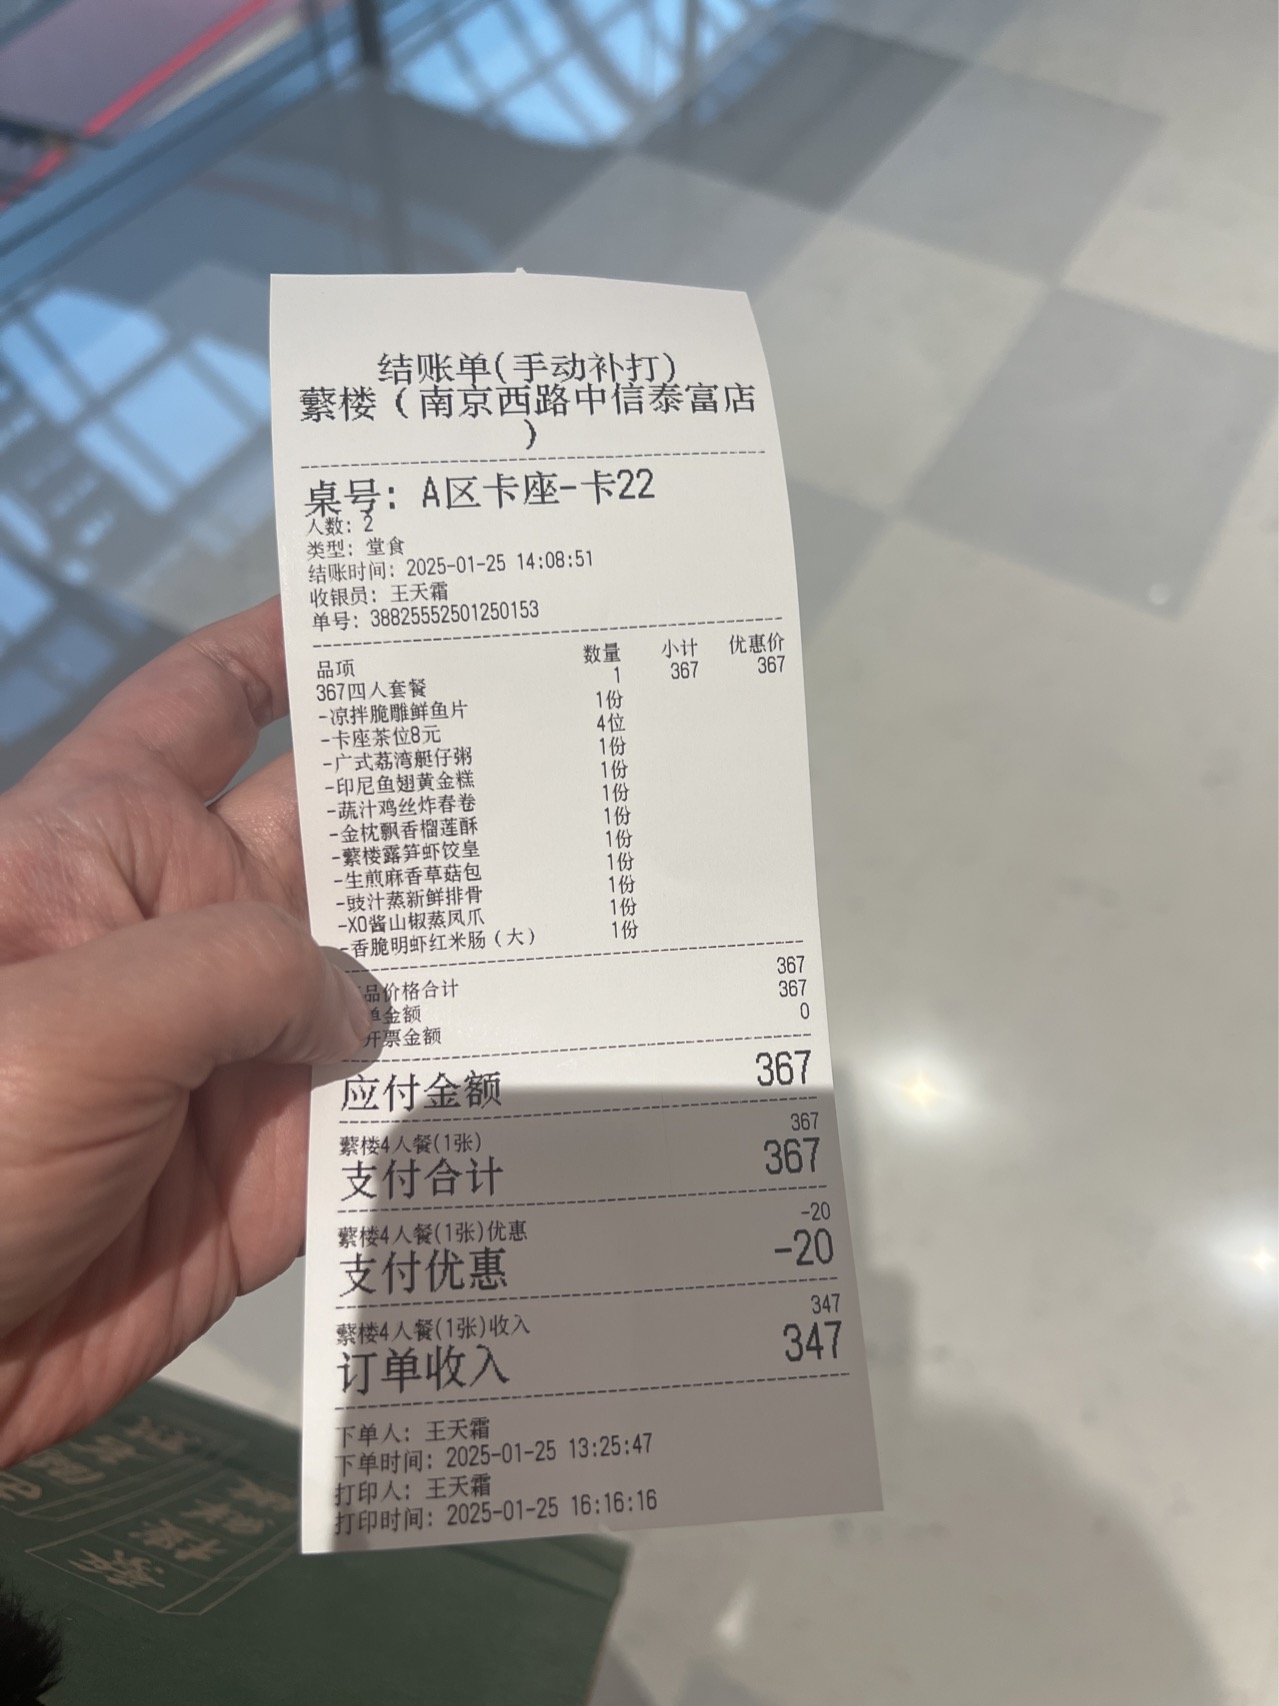 结账单(手动补打)
蘩楼（南京西路中信泰富店
）
桌号: A区卡座-卡22
人数: 2
类型: 堂食
结账时间: 2025-01-25 14:08:51
收银员: 王天霜
单号: 38825552501250153
品项 数量 小计 优惠价
367四人套餐 1 367 367
-凉拌脆雕鲜鱼片 1份
-卡座茶位8元 4位
-广式荔湾艇仔粥 1份
-印尼鱼翅黄金糕 1份
-蔬汁鸡丝炸春卷 1份
-金枕飘香榴莲酥 1份
-蘩楼露笋虾饺皇 1份
-生煎麻香草菇包 1份
-豉汁蒸新鲜排骨 1份
-XO酱山椒蒸凤爪 1份
-香脆明虾红米肠（大） 1份
品价格合计 367
单金额 367
开票金额 0
应付金额 367
蘩楼4人餐(1张) 367
支付合计 367
蘩楼4人餐(1张)优惠 -20
支付优惠 -20
蘩楼4人餐(1张)收入 347
订单收入 347
下单人: 王天霜
下单时间: 2025-01-25 13:25:47
打印人: 王天霜
打印时间: 2025-01-25 16:16:16